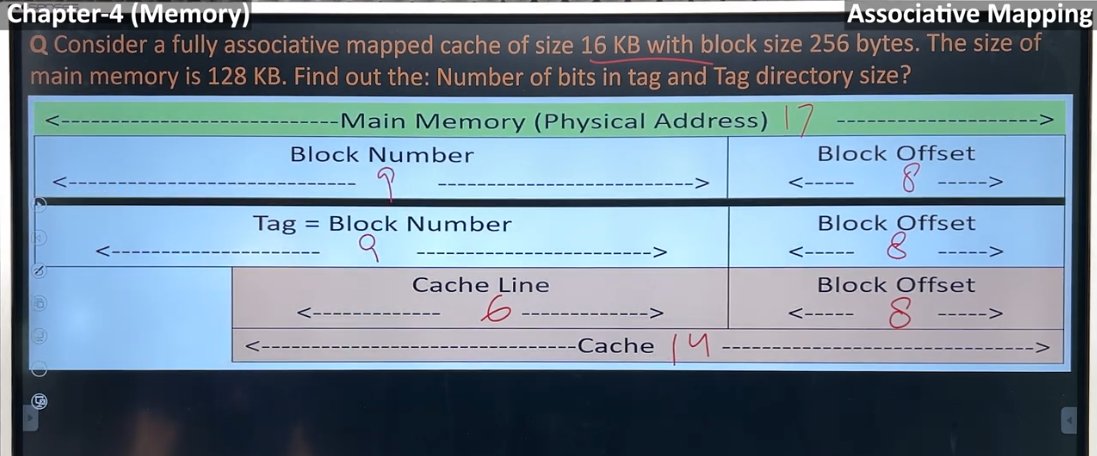 Chapter-4 (Memory)
Associative Mapping
Q Consider a fully associative mapped cache of size 16 KB with block size 256 bytes. The size of
main memory is 128 KB. Find out the: Number of bits in tag and Tag directory size?
<-----------------------------Main Memory (Physical Address) 17 --------------------->
Block Number
Block Offset
<------------------------------ 9 -------------------------->
<----- 8 ----->
Tag = Block Number
Block Offset
<---------------------- 9 ------------------------->
<----- 8 ----->
Cache Line
Block Offset
<------------- 6 ------------->
<----- 8 ----->
<---------------------------------Cache 14 -------------------------------->